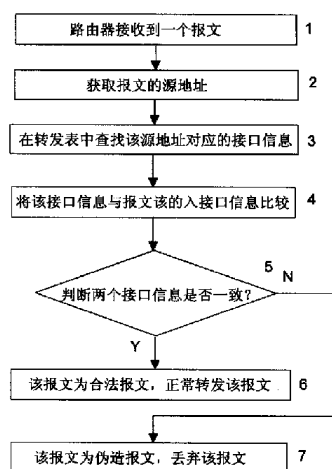 路由器接收到一个报文 1
获取报文的源地址 2
在转发表中查找该源地址对应的接口信息 3
将该接口信息与报文该的入接口信息比较 4
5
判断两个接口信息是否一致？ N
Y
该报文为合法报文，正常转发该报文 6
该报文为伪造报文，丢弃该报文 7